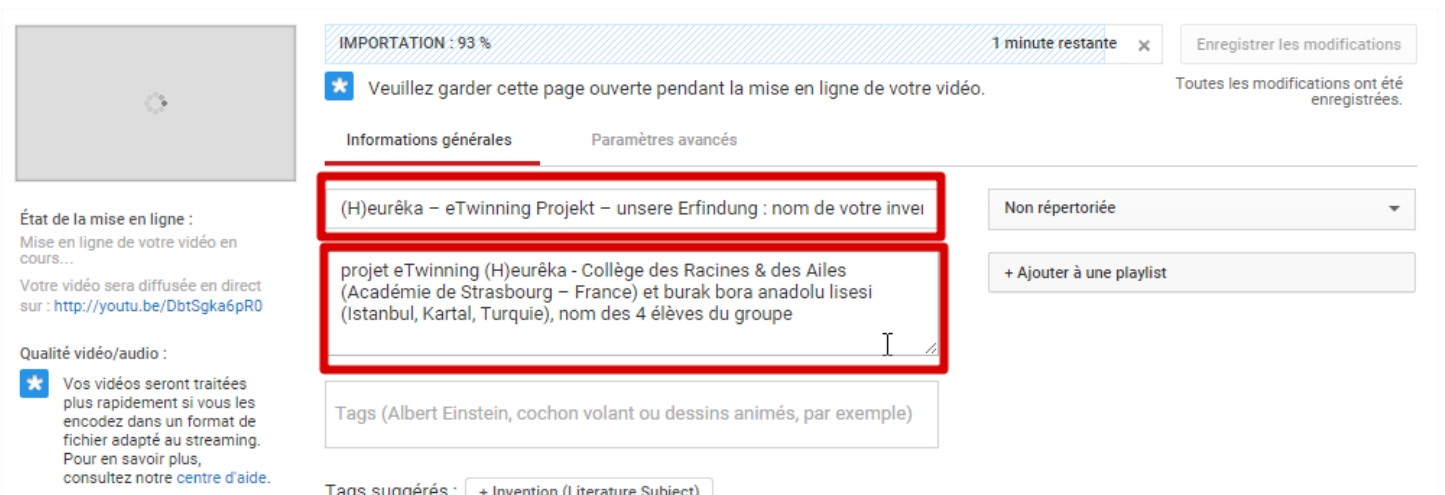 IMPORTATION : 93 %
1 minute restante
Enregistrer les modifications
Veuillez garder cette page ouverte pendant la mise en ligne de votre vidéo.
Toutes les modifications ont été
enregistrées.
Informations générales
Paramètres avancés
(H)eurêka – eTwinning Projekt – unsere Erfindung : nom de votre inver
Non répertoriée
projet eTwinning (H)eurêka - Collège des Racines & des Ailes
(Académie de Strasbourg – France) et burak bora anadolu lisesi
(Istanbul, Kartal, Turquie), nom des 4 élèves du groupe
+ Ajouter à une playlist
État de la mise en ligne :
Mise en ligne de votre vidéo en
cours...
Votre vidéo sera diffusée en direct
sur : http://youtu.be/DbtSgka6pR0
Qualité vidéo/audio :
Vos vidéos seront traitées
plus rapidement si vous les
encodez dans un format de
fichier adapté au streaming.
Pour en savoir plus,
consultez notre centre d'aide.
Tags (Albert Einstein, cochon volant ou dessins animés, par exemple)
Tags suggérés :
+ Invention (Literature Subject)